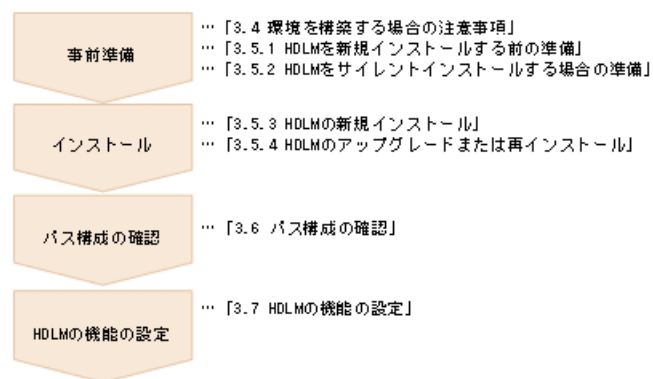 事前準備
… 「3.4 環境を構築する場合の注意事項」
… 「3.5.1 HDLMを新規インストールする前の準備」
… 「3.5.2 HDLMをサイレントインストールする場合の準備」
インストール
… 「3.5.3 HDLMの新規インストール」
… 「3.5.4 HDLMのアップグレードまたは再インストール」
パス構成の確認
… 「3.6 パス構成の確認」
HDLMの機能の設定
… 「3.7 HDLMの機能の設定」